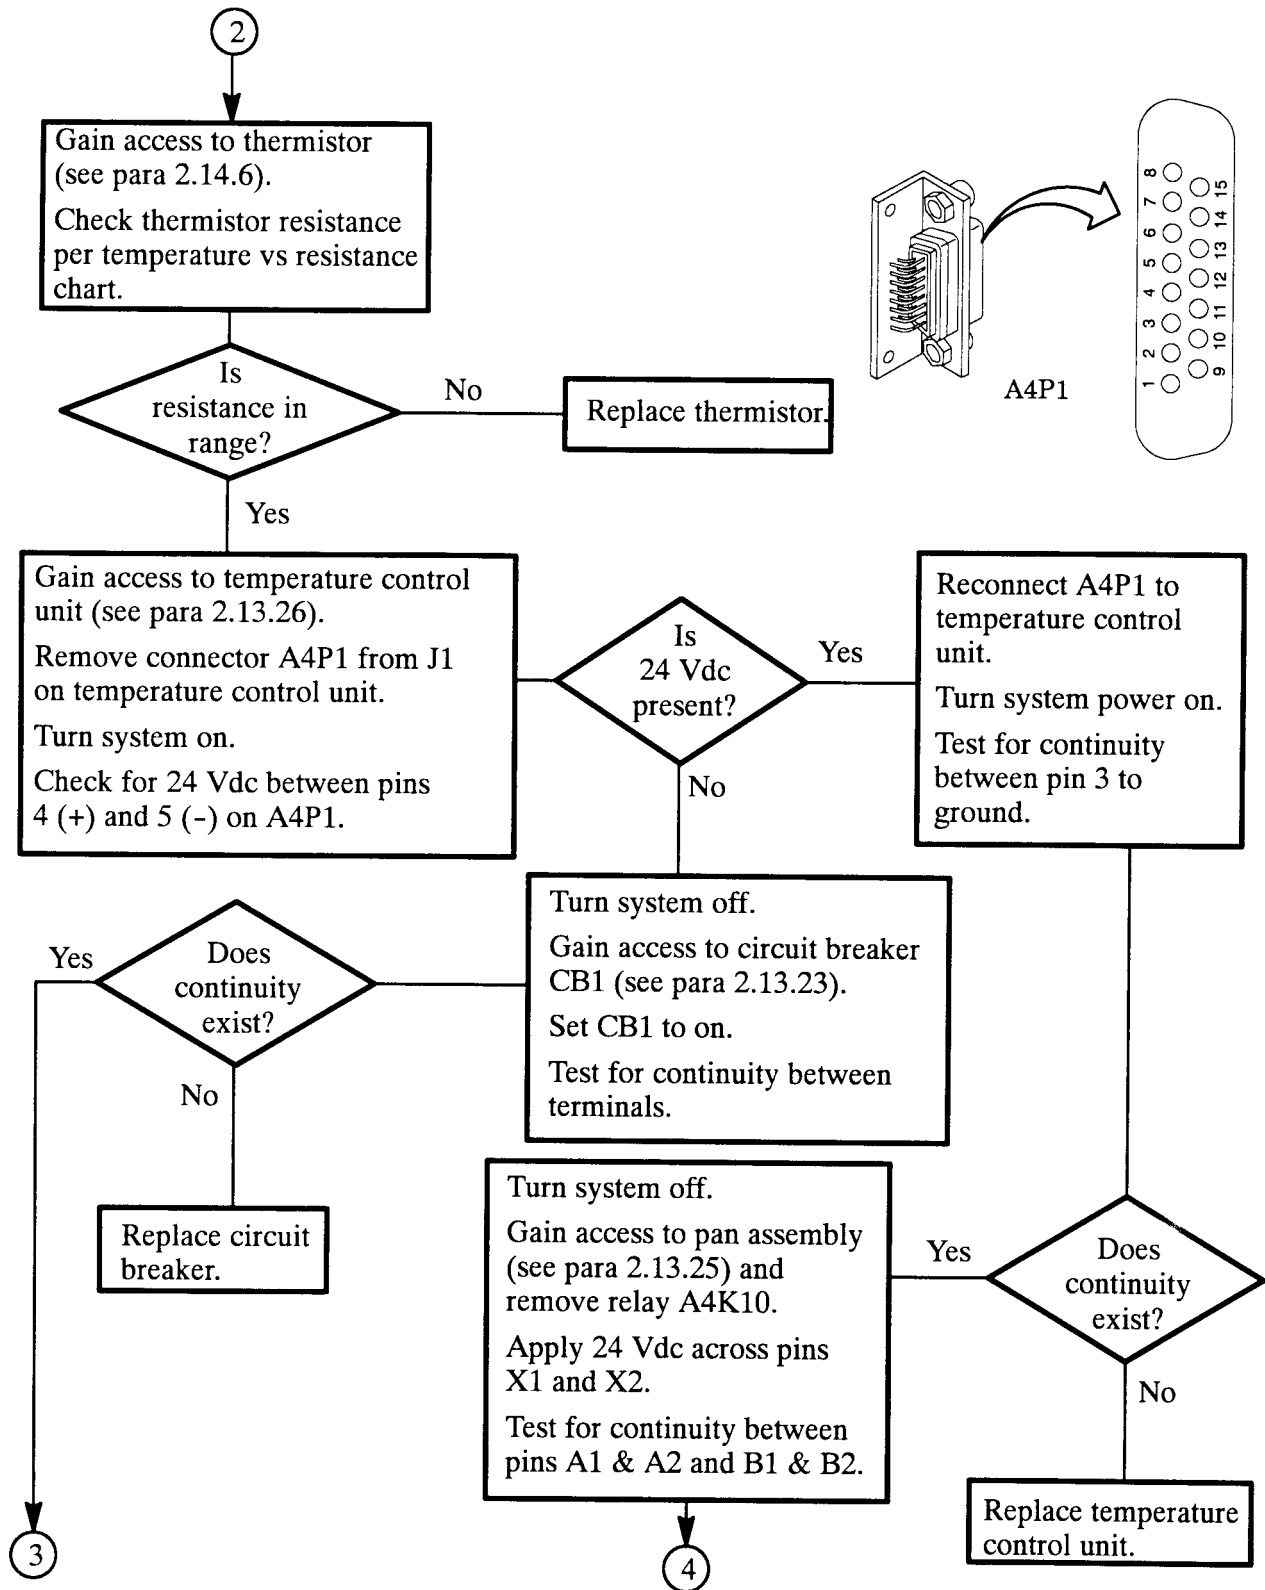 2
Gain access to thermistor
(see para 2.14.6).
Check thermistor resistance
per temperature vs resistance
chart.
8
7
6
5
4
3
2
1
15
14
13
12
11
10
9
A4P1
Is
resistance in
range?
No
Replace thermistor.
Yes
Gain access to temperature control
unit (see para 2.13.26).
Remove connector A4P1 from J1
on temperature control unit.
Turn system on.
Check for 24 Vdc between pins
4 (+) and 5 (-) on A4P1.
Is
24 Vdc
present?
Yes
Reconnect A4P1 to
temperature control
unit.
Turn system power on.
Test for continuity
between pin 3 to
ground.
No
Turn system off.
Gain access to circuit breaker
CB1 (see para 2.13.23).
Set CB1 to on.
Test for continuity between
terminals.
Does
continuity
exist?
Yes
No
Replace circuit
breaker.
Turn system off.
Gain access to pan assembly
(see para 2.13.25) and
remove relay A4K10.
Apply 24 Vdc across pins
X1 and X2.
Test for continuity between
pins A1 & A2 and B1 & B2.
Yes
Does
continuity
exist?
No
Replace temperature
control unit.
3
4